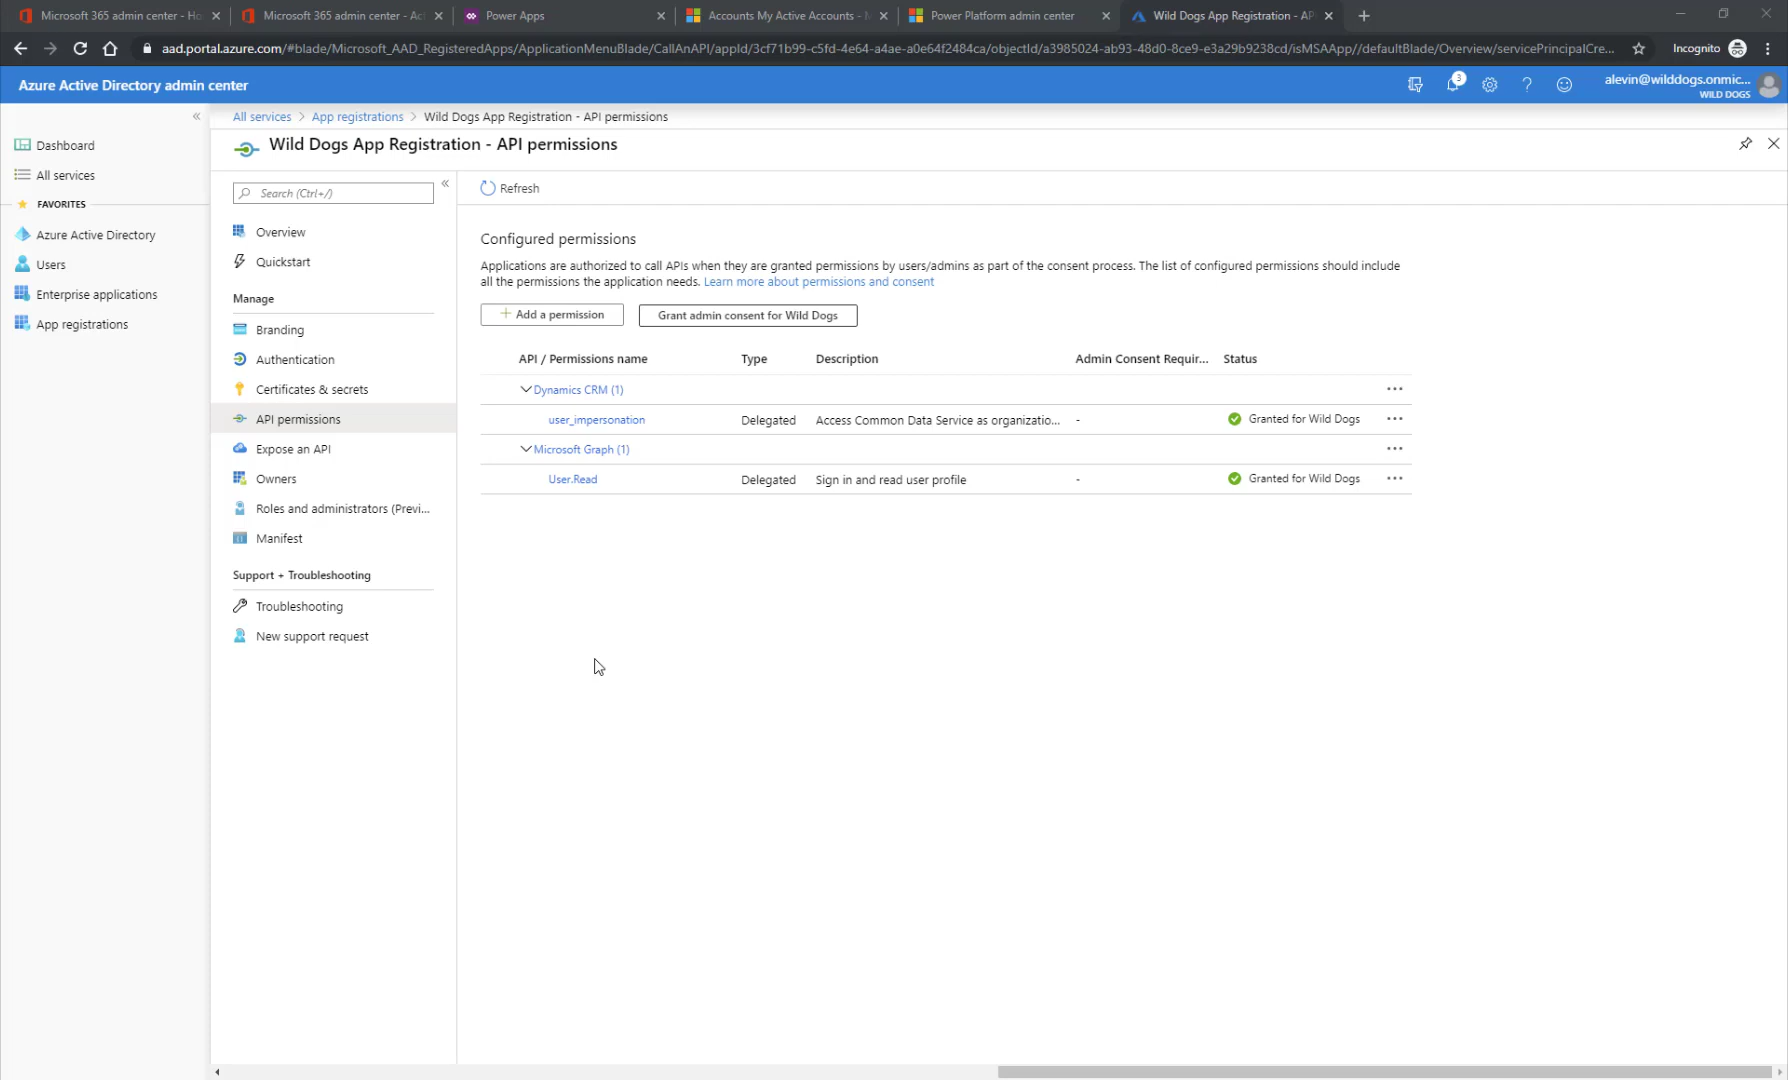 Microsoft 365 admin center - Ho
Microsoft 365 admin center - Act
Power Apps
Accounts My Active Accounts - M
Power Platform admin center
Wild Dogs App Registration - API
aad.portal.azure.com/#blade/Microsoft_AAD_RegisteredApps/ApplicationMenuBlade/CallAnAPI/appId/3cf71b99-c5fd-4e64-a4ae-a0e64f2484ca/objectId/a3985024-ab93-48d0-8ce9-e3a29b9238cd/isMSAApp//defaultBlade/Overview/servicePrincipalCre...
Incognito
Azure Active Directory admin center
3
alevin@wilddogs.onmic...
WILD DOGS
Dashboard
All services
FAVORITES
Azure Active Directory
Users
Enterprise applications
App registrations
All services > App registrations > Wild Dogs App Registration - API permissions
Wild Dogs App Registration - API permissions
Search (Ctrl+/)
Overview
Quickstart
Manage
Branding
Authentication
Certificates & secrets
API permissions
Expose an API
Owners
Roles and administrators (Previ...
Manifest
Support + Troubleshooting
Troubleshooting
New support request
Refresh
Configured permissions
Applications are authorized to call APIs when they are granted permissions by users/admins as part of the consent process. The list of configured permissions should include
all the permissions the application needs. Learn more about permissions and consent
+ Add a permission
Grant admin consent for Wild Dogs
API / Permissions name Type Description Admin Consent Requir... Status
Dynamics CRM (1) ...
user_impersonation Delegated Access Common Data Service as organizatio... - Granted for Wild Dogs ...
Microsoft Graph (1) ...
User.Read Delegated Sign in and read user profile - Granted for Wild Dogs ...